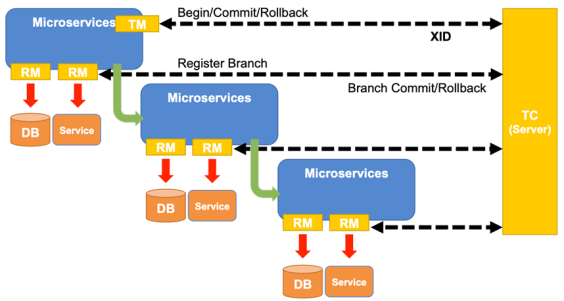 Begin/Commit/Rollback
Microservices
TM
XID
Register Branch
RM
RM
Branch Commit/Rollback
Microservices
TC
(Server)
DB
Service
RM
RM
Microservices
DB
Service
RM
RM
DB
Service